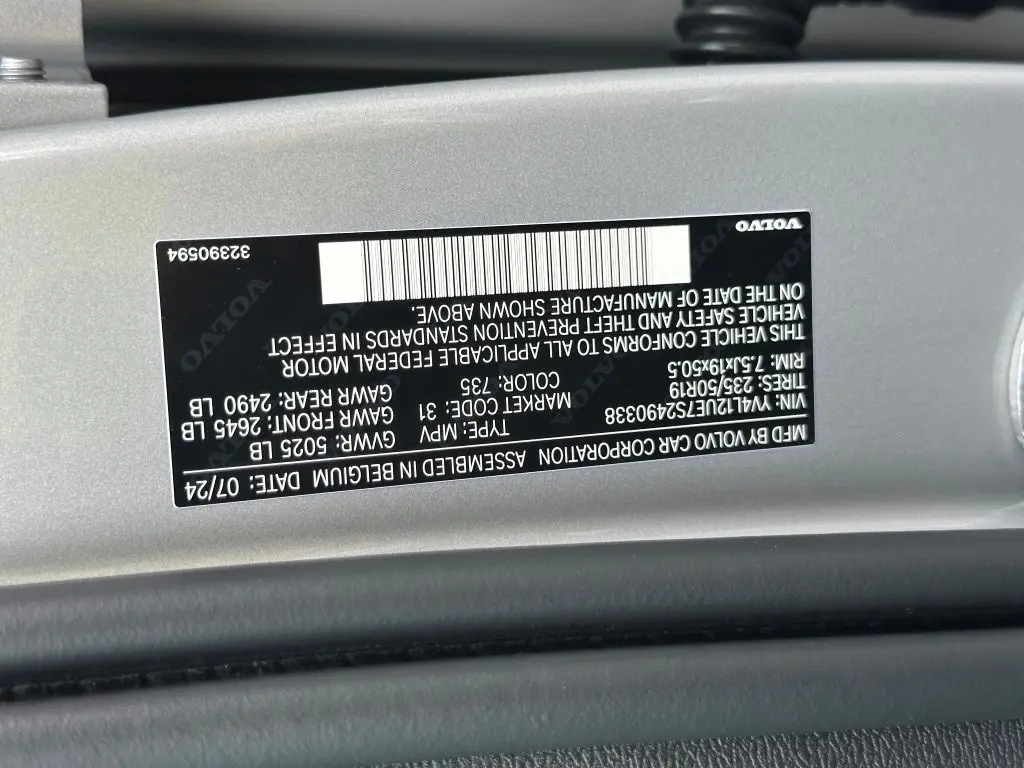 MFD BY VOLVO CAR CORPORATION ASSEMBLED IN BELGIUM DATE: 07/24
VIN: YV4L12UE7S2490338 TYPE: MPV GVWR: 5025 LB
TIRES: 235/50R19 MARKET CODE: 31 GAWR FRONT: 2645 LB
RIM: 7.5Jx19x50.5 COLOR: 735 GAWR REAR: 2490 LB
THIS VEHICLE CONFORMS TO ALL APPLICABLE FEDERAL MOTOR
VEHICLE SAFETY AND THEFT PREVENTION STANDARDS IN EFFECT
ON THE DATE OF MANUFACTURE SHOWN ABOVE.
VOLVO 32390594